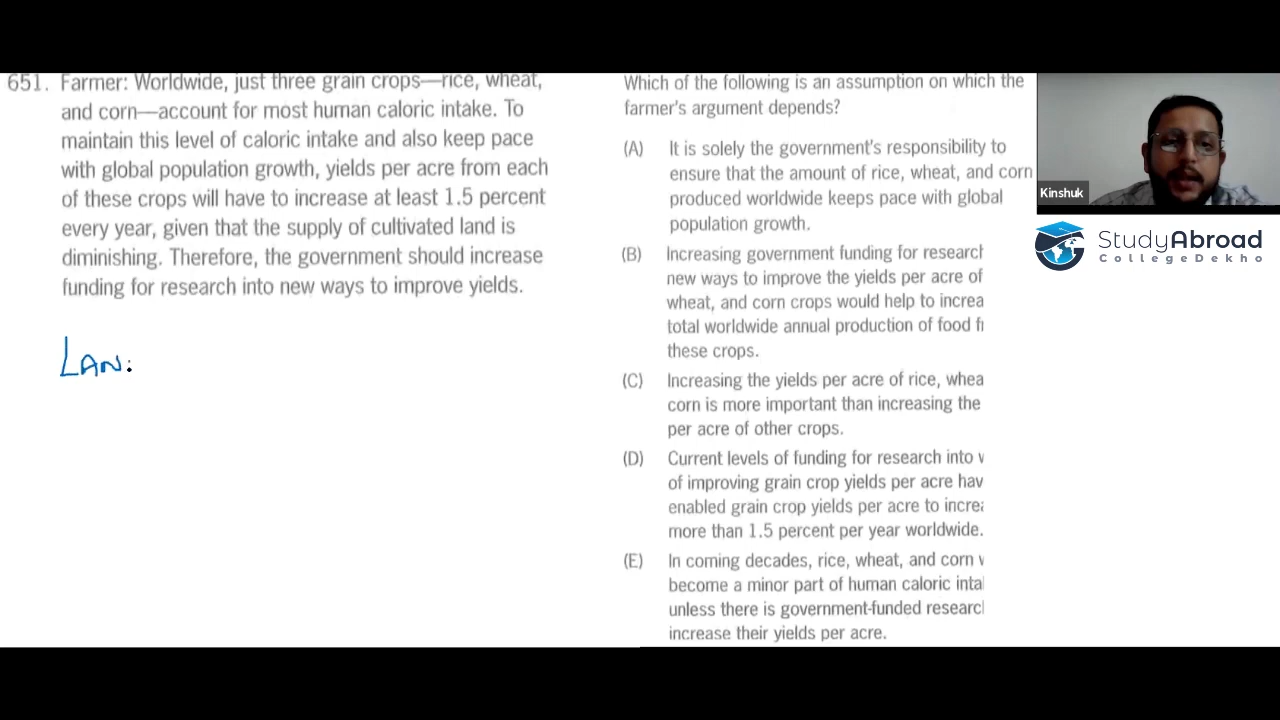 651. Farmer: Worldwide, just three grain crops—rice, wheat,
and corn—account for most human caloric intake. To
maintain this level of caloric intake and also keep pace
with global population growth, yields per acre from each
of these crops will have to increase at least 1.5 percent
every year, given that the supply of cultivated land is
diminishing. Therefore, the government should increase
funding for research into new ways to improve yields.
LAN:
Which of the following is an assumption on which the
farmer's argument depends?
(A) It is solely the government's responsibility to
ensure that the amount of rice, wheat, and corn
produced worldwide keeps pace with global
population growth.
(B) Increasing government funding for research
new ways to improve the yields per acre of
wheat, and corn crops would help to increa
total worldwide annual production of food fr
these crops.
(C) Increasing the yields per acre of rice, whea
corn is more important than increasing the
per acre of other crops.
(D) Current levels of funding for research into
of improving grain crop yields per acre hav
enabled grain crop yields per acre to increa
more than 1.5 percent per year worldwide.
(E) In coming decades, rice, wheat, and corn
become a minor part of human caloric inta
unless there is government-funded research
increase their yields per acre.
Kinshuk
StudyAbroad
CollegeDekho